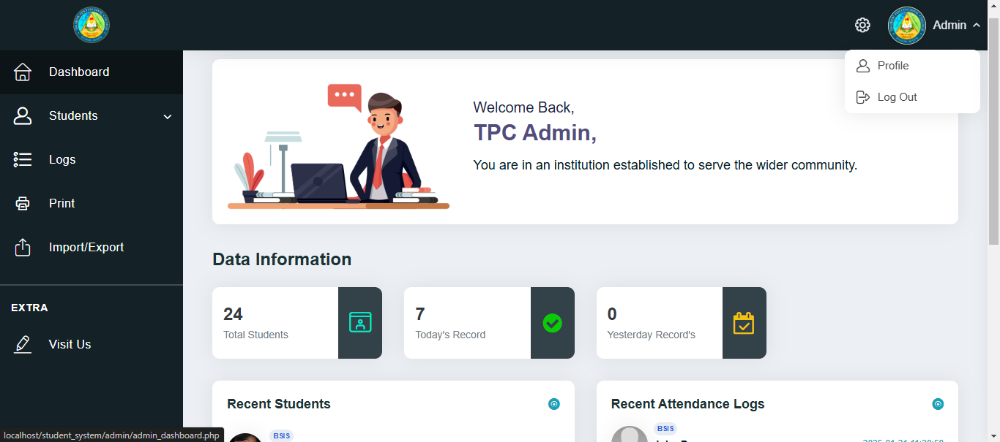 Admin
Profile
Log Out
Dashboard
Students
Logs
Print
Import/Export
EXTRA
Visit Us
Welcome Back,
TPC Admin,
You are in an institution established to serve the wider community.
Data Information
24
Total Students
7
Today's Record
0
Yesterday Record's
Recent Students
BSIS
Recent Attendance Logs
BSIS
localhost/student_system/admin/admin_dashboard.php